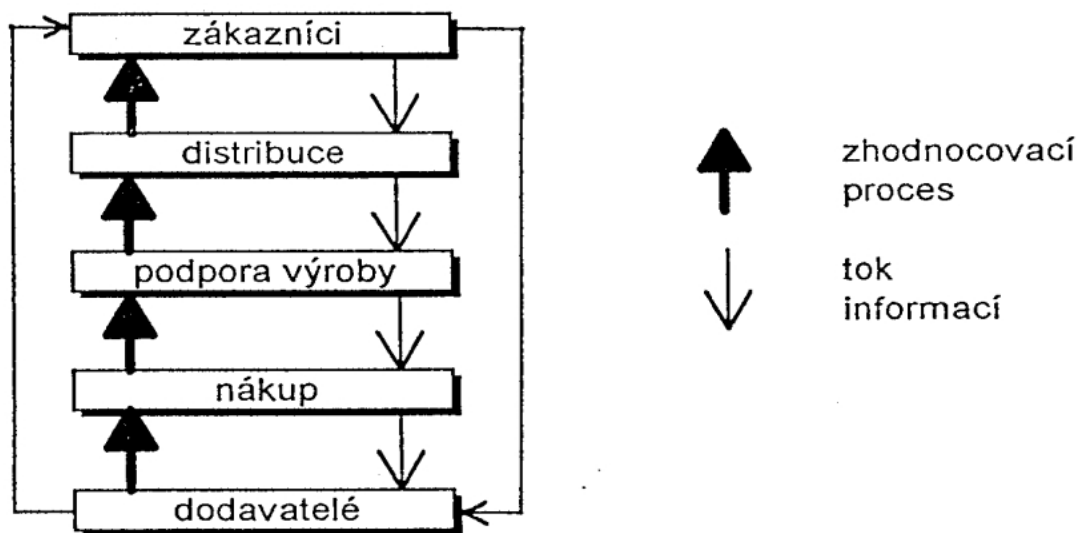 zákazníci
distribuce
podpora výroby
nákup
dodavatelé
zhodnocovací
proces
tok
informací